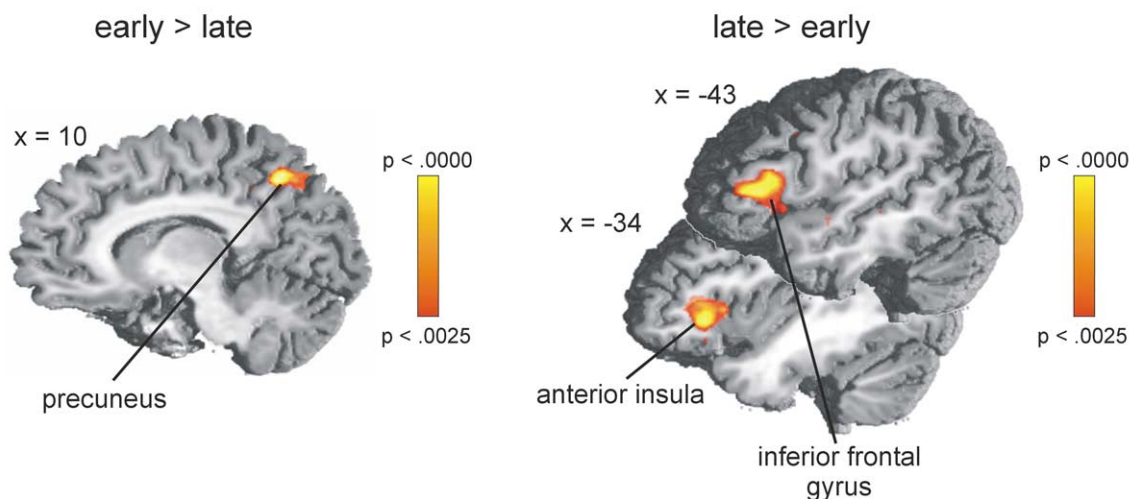 early > late
x = 10
p < .0000
p < .0025
precuneus
late > early
x = -43
x = -34
p < .0000
p < .0025
anterior insula
inferior frontal
gyrus